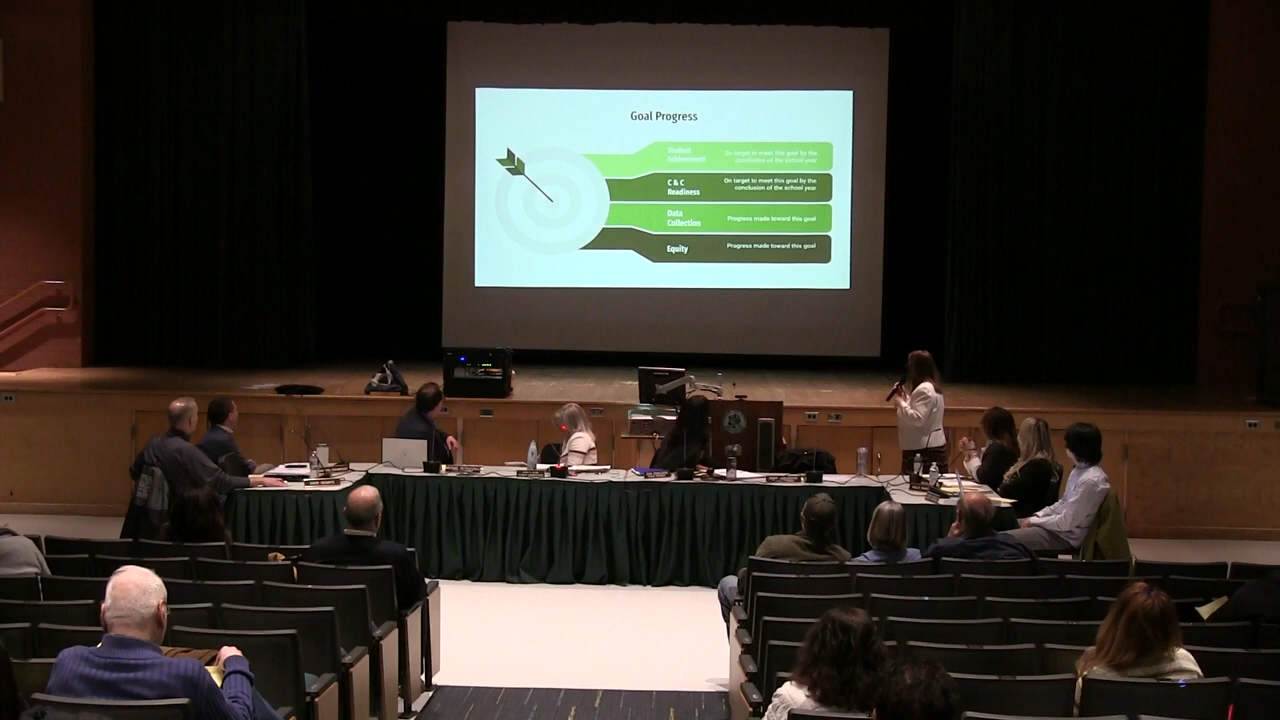 Goal Progress
Student
Achievement
On target to meet this goal by the
conclusion of the school year
C & C
Readiness
On target to meet this goal by the
conclusion of the school year
Data
Collection
Progress made toward this goal
Equity
Progress made toward this goal